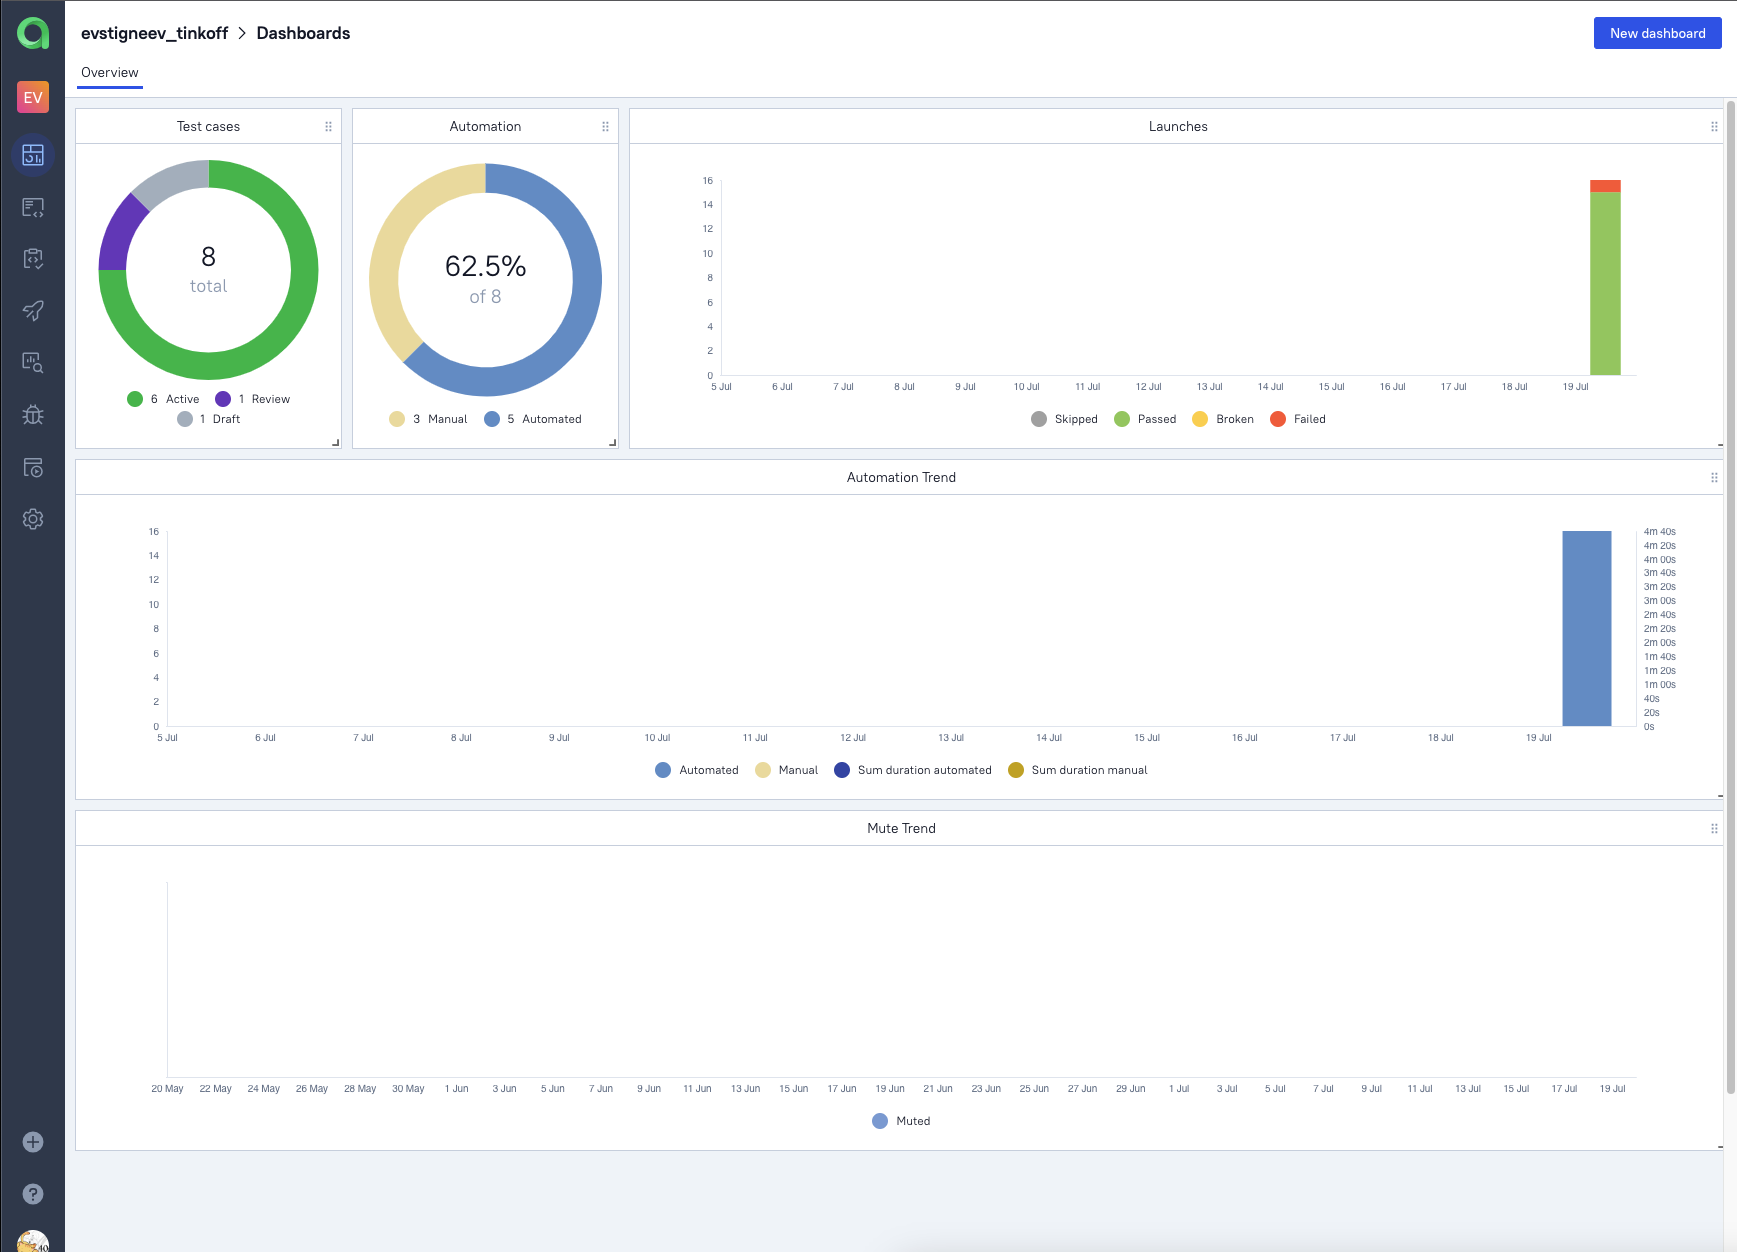 evstigneev_tinkoff > Dashboards
New dashboard
Overview
EV
Test cases
8
total
6 Active 1 Review
1 Draft
Automation
62.5%
of 8
3 Manual 5 Automated
Launches
16
14
12
10
8
6
4
2
0
5 Jul 6 Jul 7 Jul 8 Jul 9 Jul 10 Jul 11 Jul 12 Jul 13 Jul 14 Jul 15 Jul 16 Jul 17 Jul 18 Jul 19 Jul
Skipped Passed Broken Failed
Automation Trend
16
14
12
10
8
6
4
2
0
4m 40s
4m 20s
4m 00s
3m 40s
3m 20s
3m 00s
2m 40s
2m 20s
2m 00s
1m 40s
1m 20s
1m 00s
40s
20s
0s
5 Jul 6 Jul 7 Jul 8 Jul 9 Jul 10 Jul 11 Jul 12 Jul 13 Jul 14 Jul 15 Jul 16 Jul 17 Jul 18 Jul 19 Jul
Automated Manual Sum duration automated Sum duration manual
Mute Trend
20 May 22 May 24 May 26 May 28 May 30 May 1 Jun 3 Jun 5 Jun 7 Jun 9 Jun 11 Jun 13 Jun 15 Jun 17 Jun 19 Jun 21 Jun 23 Jun 25 Jun 27 Jun 29 Jun 1 Jul 3 Jul 5 Jul 7 Jul 9 Jul 11 Jul 13 Jul 15 Jul 17 Jul 19 Jul
Muted